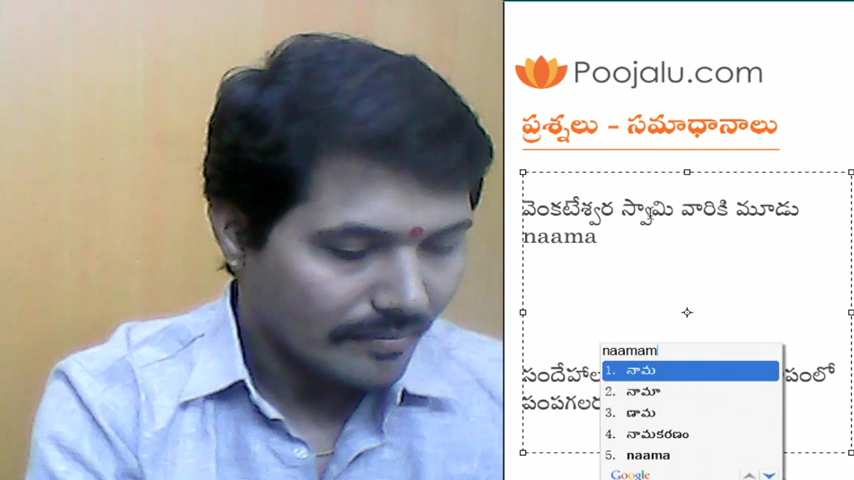 Poojalu.com
ప్రశ్నలు - సమాధానాలు
వెంకటేశ్వర స్వామి వారికి మూడు
naama
naamam
1. నామ
2. నామా
3. ణామ
4. నామకరణం
5. naama
Google